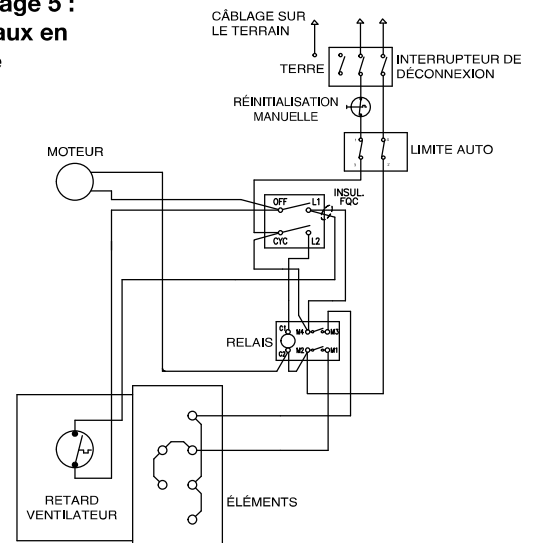 age 5 :
aux en
CÂBLAGE SUR
LE TERRAIN
TERRE
INTERRUPTEUR DE
DÉCONNEXION
RÉINITIALISATION
MANUELLE
LIMITE AUTO
MOTEUR
INSUL.
FQC
OFF
L1
CYC
L2
RELAIS
C1
M4
M3
C2
M2
M1
RETARD
VENTILATEUR
ÉLÉMENTS